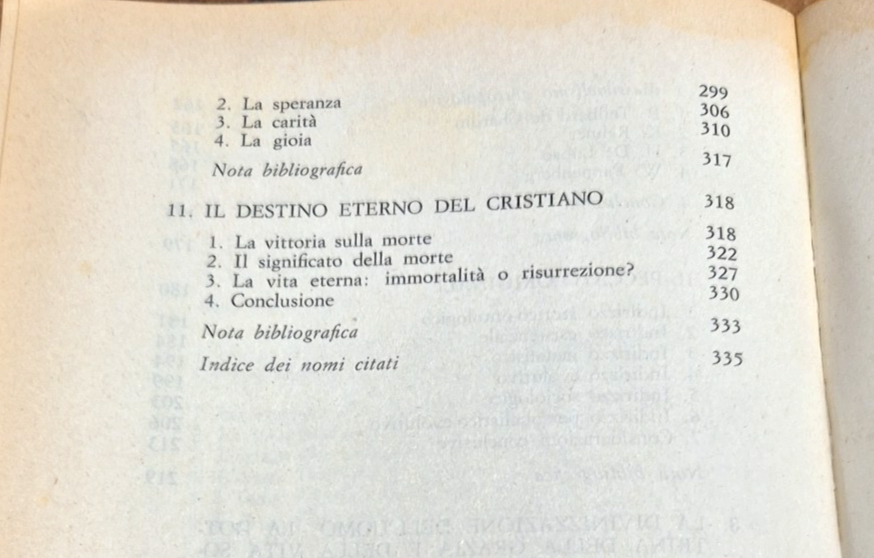 2. La speranza 299
3. La carità 306
4. La gioia 310
Nota bibliografica 317
11. IL DESTINO ETERNO DEL CRISTIANO 318
1. La vittoria sulla morte 318
2. Il significato della morte 322
3. La vita eterna: immortalità o risurrezione? 327
4. Conclusione 330
Nota bibliografica 333
Indice dei nomi citati 335